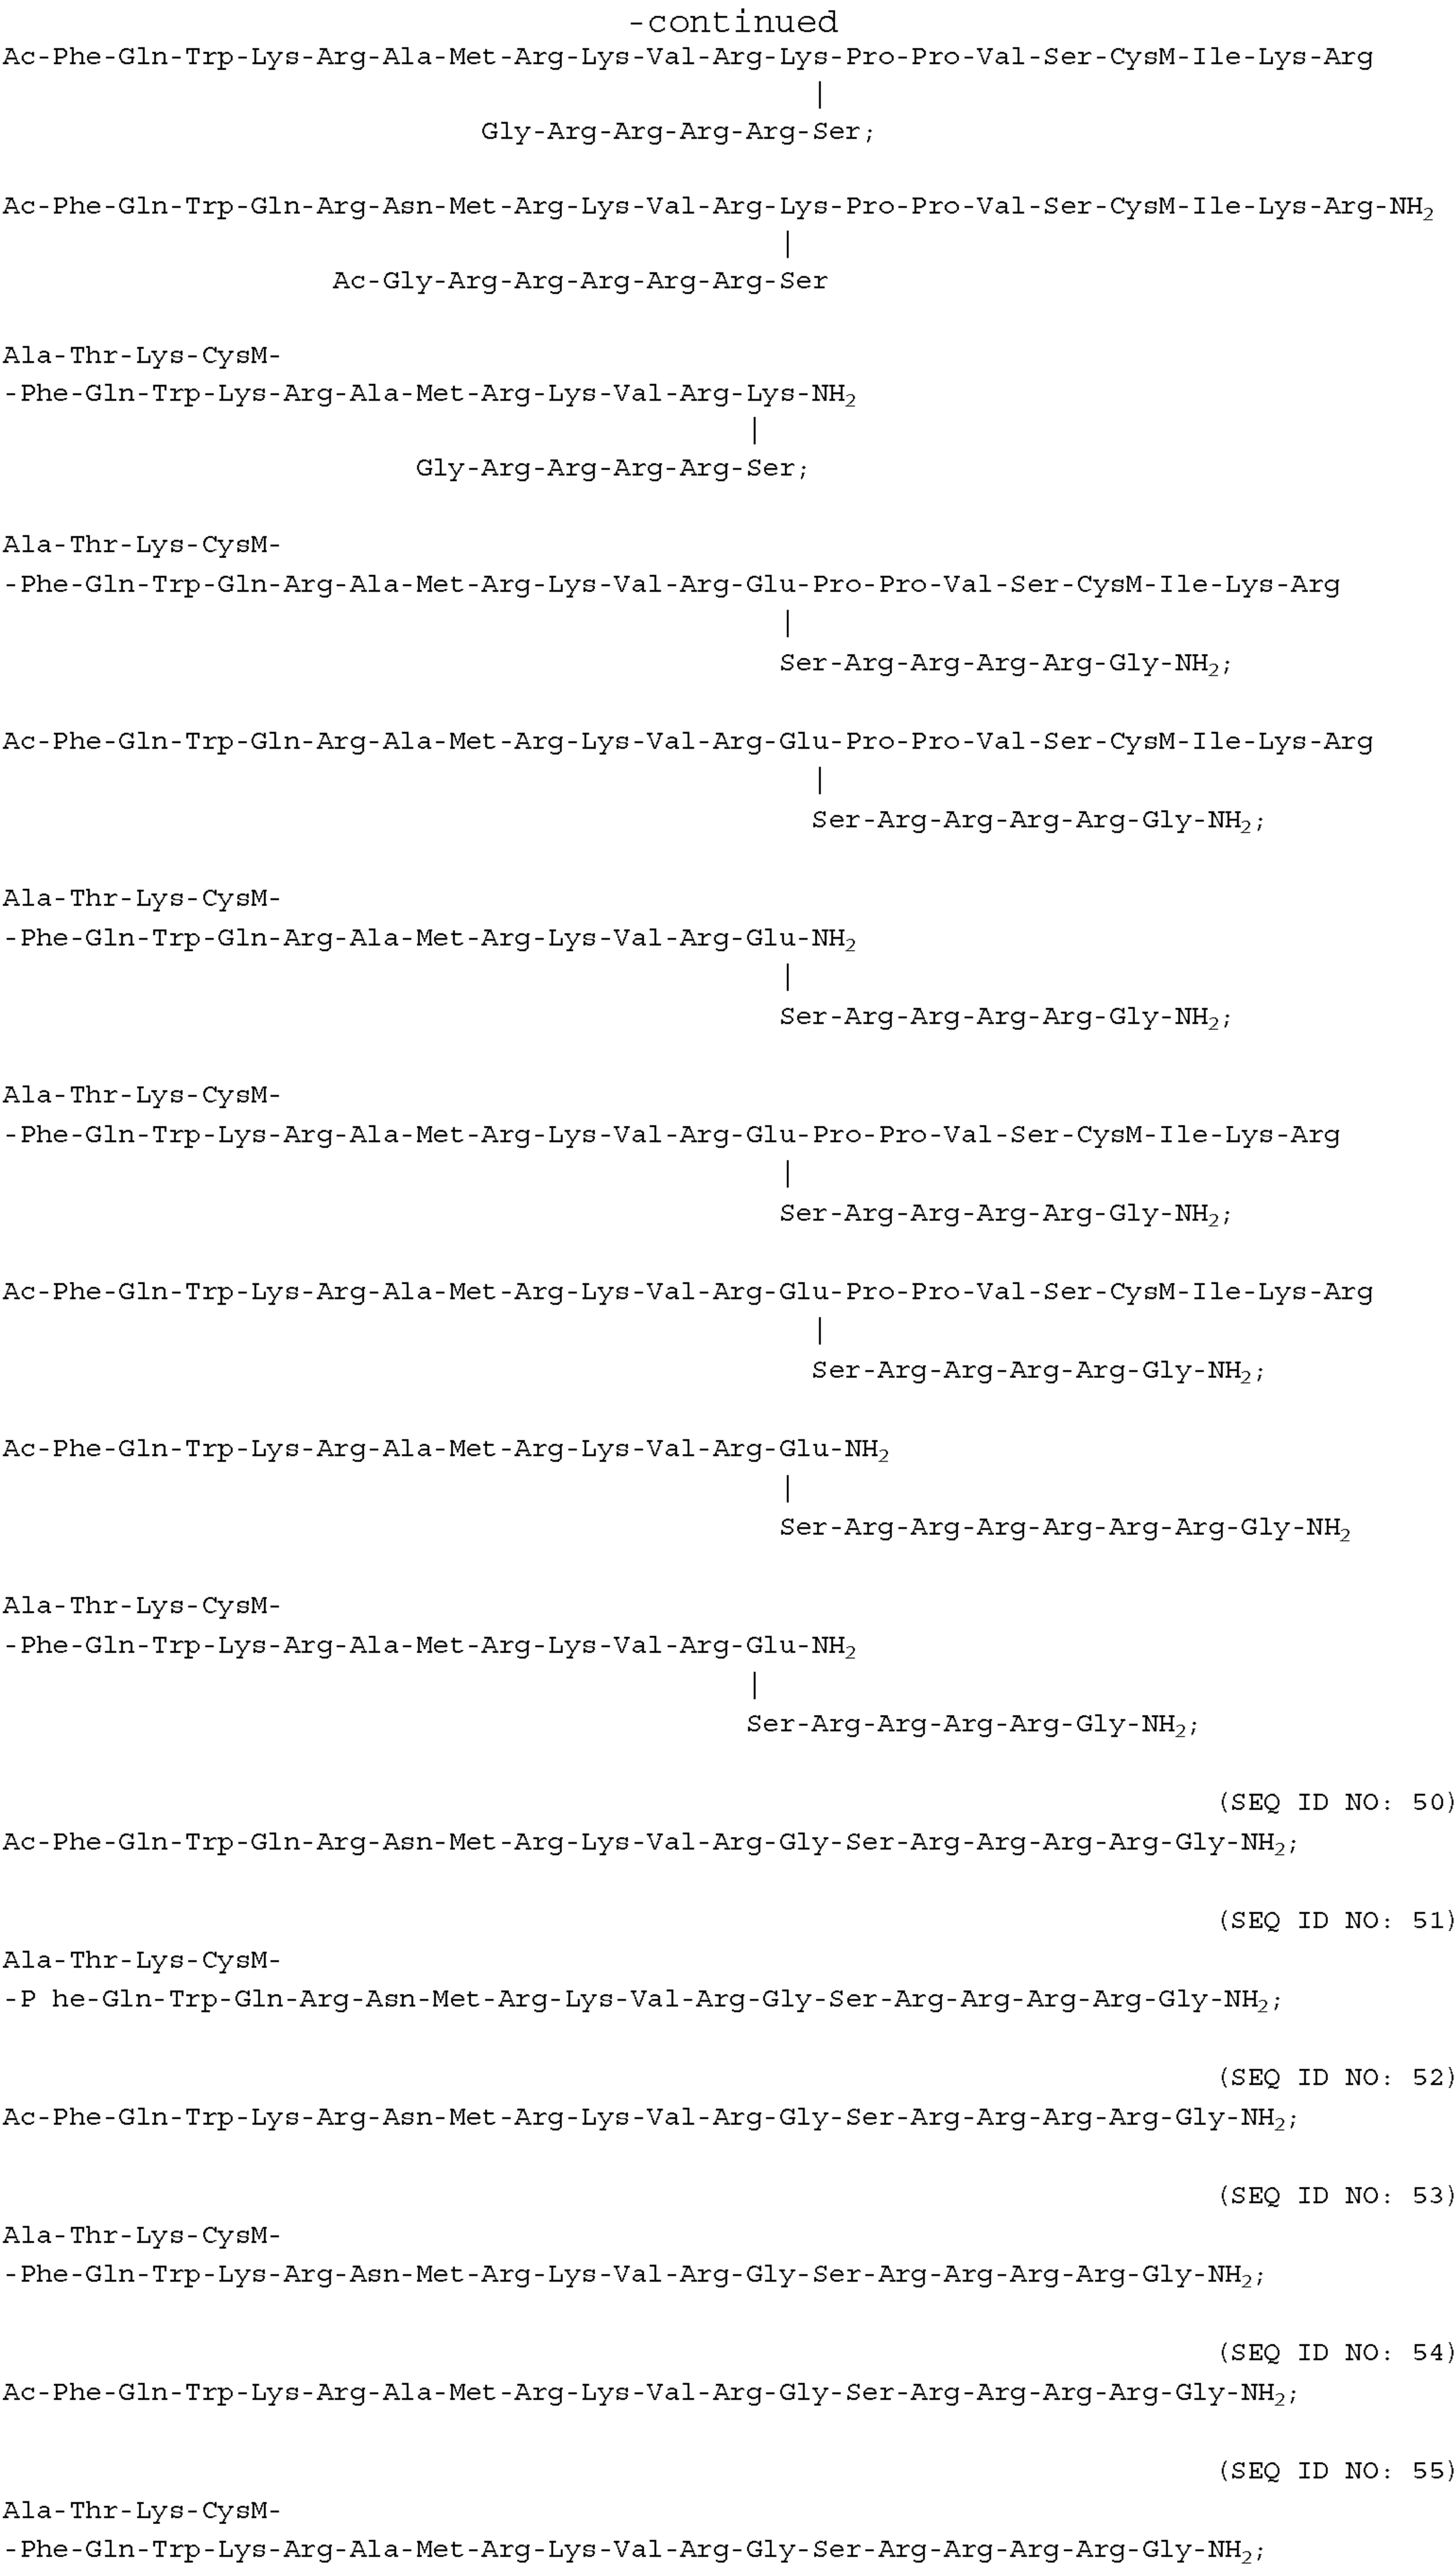 -continued
Ac-Phe-Gln-Trp-Lys-Arg-Ala-Met-Arg-Lys-Val-Arg-Lys-Pro-Pro-Val-Ser-CysM-Ile-Lys-Arg
|
Gly-Arg-Arg-Arg-Arg-Ser;
Ac-Phe-Gln-Trp-Gln-Arg-Asn-Met-Arg-Lys-Val-Arg-Lys-Pro-Pro-Val-Ser-CysM-Ile-Lys-Arg-NH₂
|
Ac-Gly-Arg-Arg-Arg-Arg-Arg-Ser
Ala-Thr-Lys-CysM-
-Phe-Gln-Trp-Lys-Arg-Ala-Met-Arg-Lys-Val-Arg-Lys-NH₂
|
Gly-Arg-Arg-Arg-Arg-Ser;
Ala-Thr-Lys-CysM-
-Phe-Gln-Trp-Gln-Arg-Ala-Met-Arg-Lys-Val-Arg-Glu-Pro-Pro-Val-Ser-CysM-Ile-Lys-Arg
|
Ser-Arg-Arg-Arg-Arg-Gly-NH₂;
Ac-Phe-Gln-Trp-Gln-Arg-Ala-Met-Arg-Lys-Val-Arg-Glu-Pro-Pro-Val-Ser-CysM-Ile-Lys-Arg
|
Ser-Arg-Arg-Arg-Arg-Gly-NH₂;
Ala-Thr-Lys-CysM-
-Phe-Gln-Trp-Gln-Arg-Ala-Met-Arg-Lys-Val-Arg-Glu-NH₂
|
Ser-Arg-Arg-Arg-Arg-Gly-NH₂;
Ala-Thr-Lys-CysM-
-Phe-Gln-Trp-Lys-Arg-Ala-Met-Arg-Lys-Val-Arg-Glu-Pro-Pro-Val-Ser-CysM-Ile-Lys-Arg
|
Ser-Arg-Arg-Arg-Arg-Gly-NH₂;
Ac-Phe-Gln-Trp-Lys-Arg-Ala-Met-Arg-Lys-Val-Arg-Glu-Pro-Pro-Val-Ser-CysM-Ile-Lys-Arg
|
Ser-Arg-Arg-Arg-Arg-Gly-NH₂;
Ac-Phe-Gln-Trp-Lys-Arg-Ala-Met-Arg-Lys-Val-Arg-Glu-NH₂
|
Ser-Arg-Arg-Arg-Arg-Arg-Arg-Gly-NH₂
Ala-Thr-Lys-CysM-
-Phe-Gln-Trp-Lys-Arg-Ala-Met-Arg-Lys-Val-Arg-Glu-NH₂
|
Ser-Arg-Arg-Arg-Arg-Gly-NH₂;
(SEQ ID NO: 50)
Ac-Phe-Gln-Trp-Gln-Arg-Asn-Met-Arg-Lys-Val-Arg-Gly-Ser-Arg-Arg-Arg-Arg-Gly-NH₂;
(SEQ ID NO: 51)
Ala-Thr-Lys-CysM-
-P he-Gln-Trp-Gln-Arg-Asn-Met-Arg-Lys-Val-Arg-Gly-Ser-Arg-Arg-Arg-Arg-Gly-NH₂;
(SEQ ID NO: 52)
Ac-Phe-Gln-Trp-Lys-Arg-Asn-Met-Arg-Lys-Val-Arg-Gly-Ser-Arg-Arg-Arg-Arg-Gly-NH₂;
(SEQ ID NO: 53)
Ala-Thr-Lys-CysM-
-Phe-Gln-Trp-Lys-Arg-Asn-Met-Arg-Lys-Val-Arg-Gly-Ser-Arg-Arg-Arg-Arg-Gly-NH₂;
(SEQ ID NO: 54)
Ac-Phe-Gln-Trp-Lys-Arg-Ala-Met-Arg-Lys-Val-Arg-Gly-Ser-Arg-Arg-Arg-Arg-Gly-NH₂;
(SEQ ID NO: 55)
Ala-Thr-Lys-CysM-
-Phe-Gln-Trp-Lys-Arg-Ala-Met-Arg-Lys-Val-Arg-Gly-Ser-Arg-Arg-Arg-Arg-Gly-NH₂;